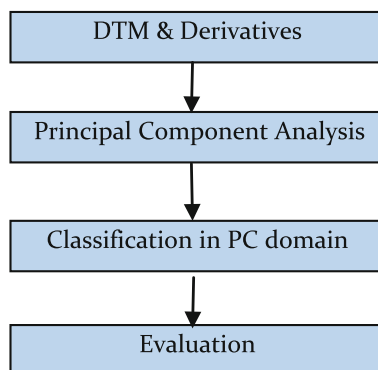 DTM & Derivatives
Principal Component Analysis
Classification in PC domain
Evaluation